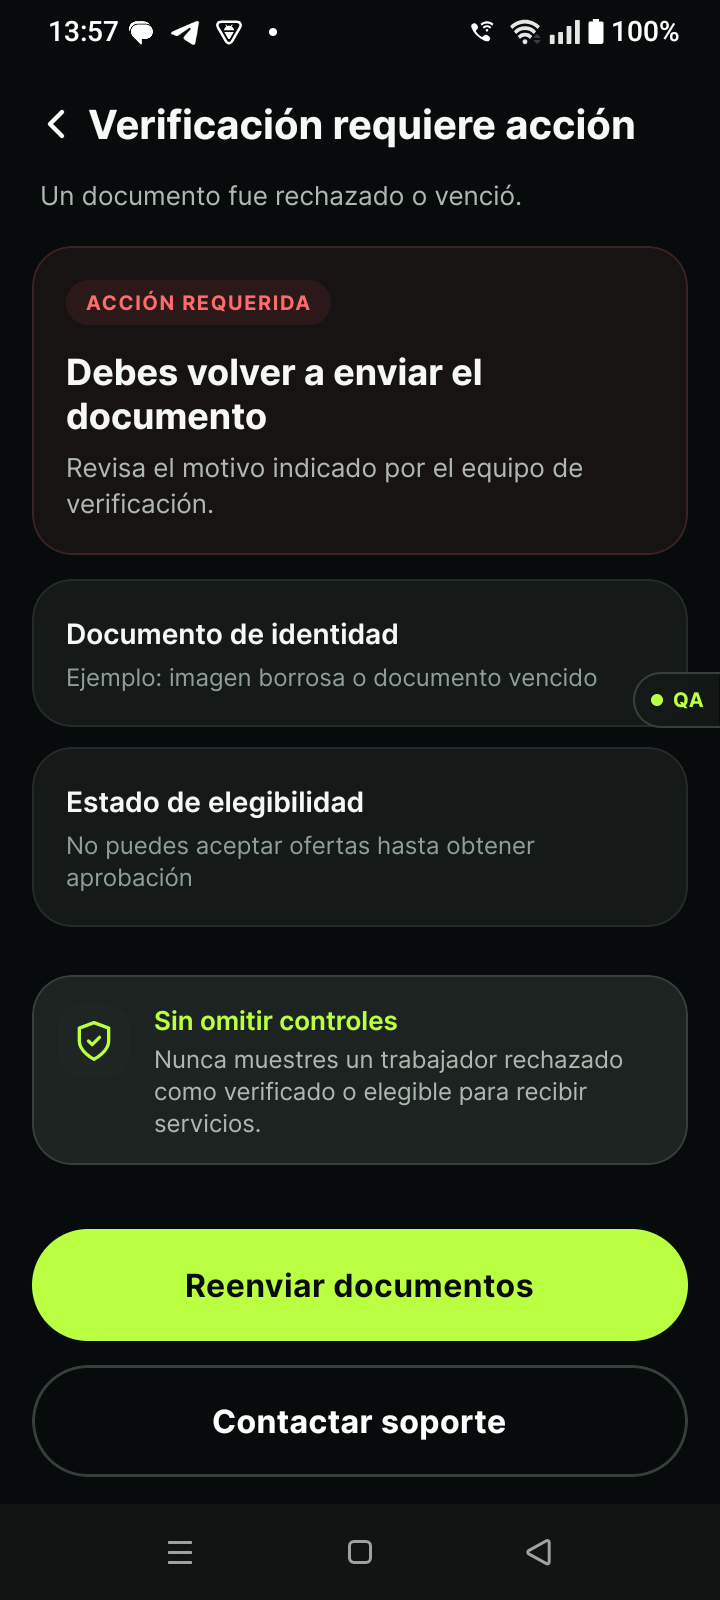 13:57
100%
Verificación requiere acción
Un documento fue rechazado o venció.
ACCIÓN REQUERIDA
Debes volver a enviar el
documento
Revisa el motivo indicado por el equipo de
verificación.
Documento de identidad
Ejemplo: imagen borrosa o documento vencido
QA
Estado de elegibilidad
No puedes aceptar ofertas hasta obtener
aprobación
Sin omitir controles
Nunca muestres un trabajador rechazado
como verificado o elegible para recibir
servicios.
Reenviar documentos
Contactar soporte